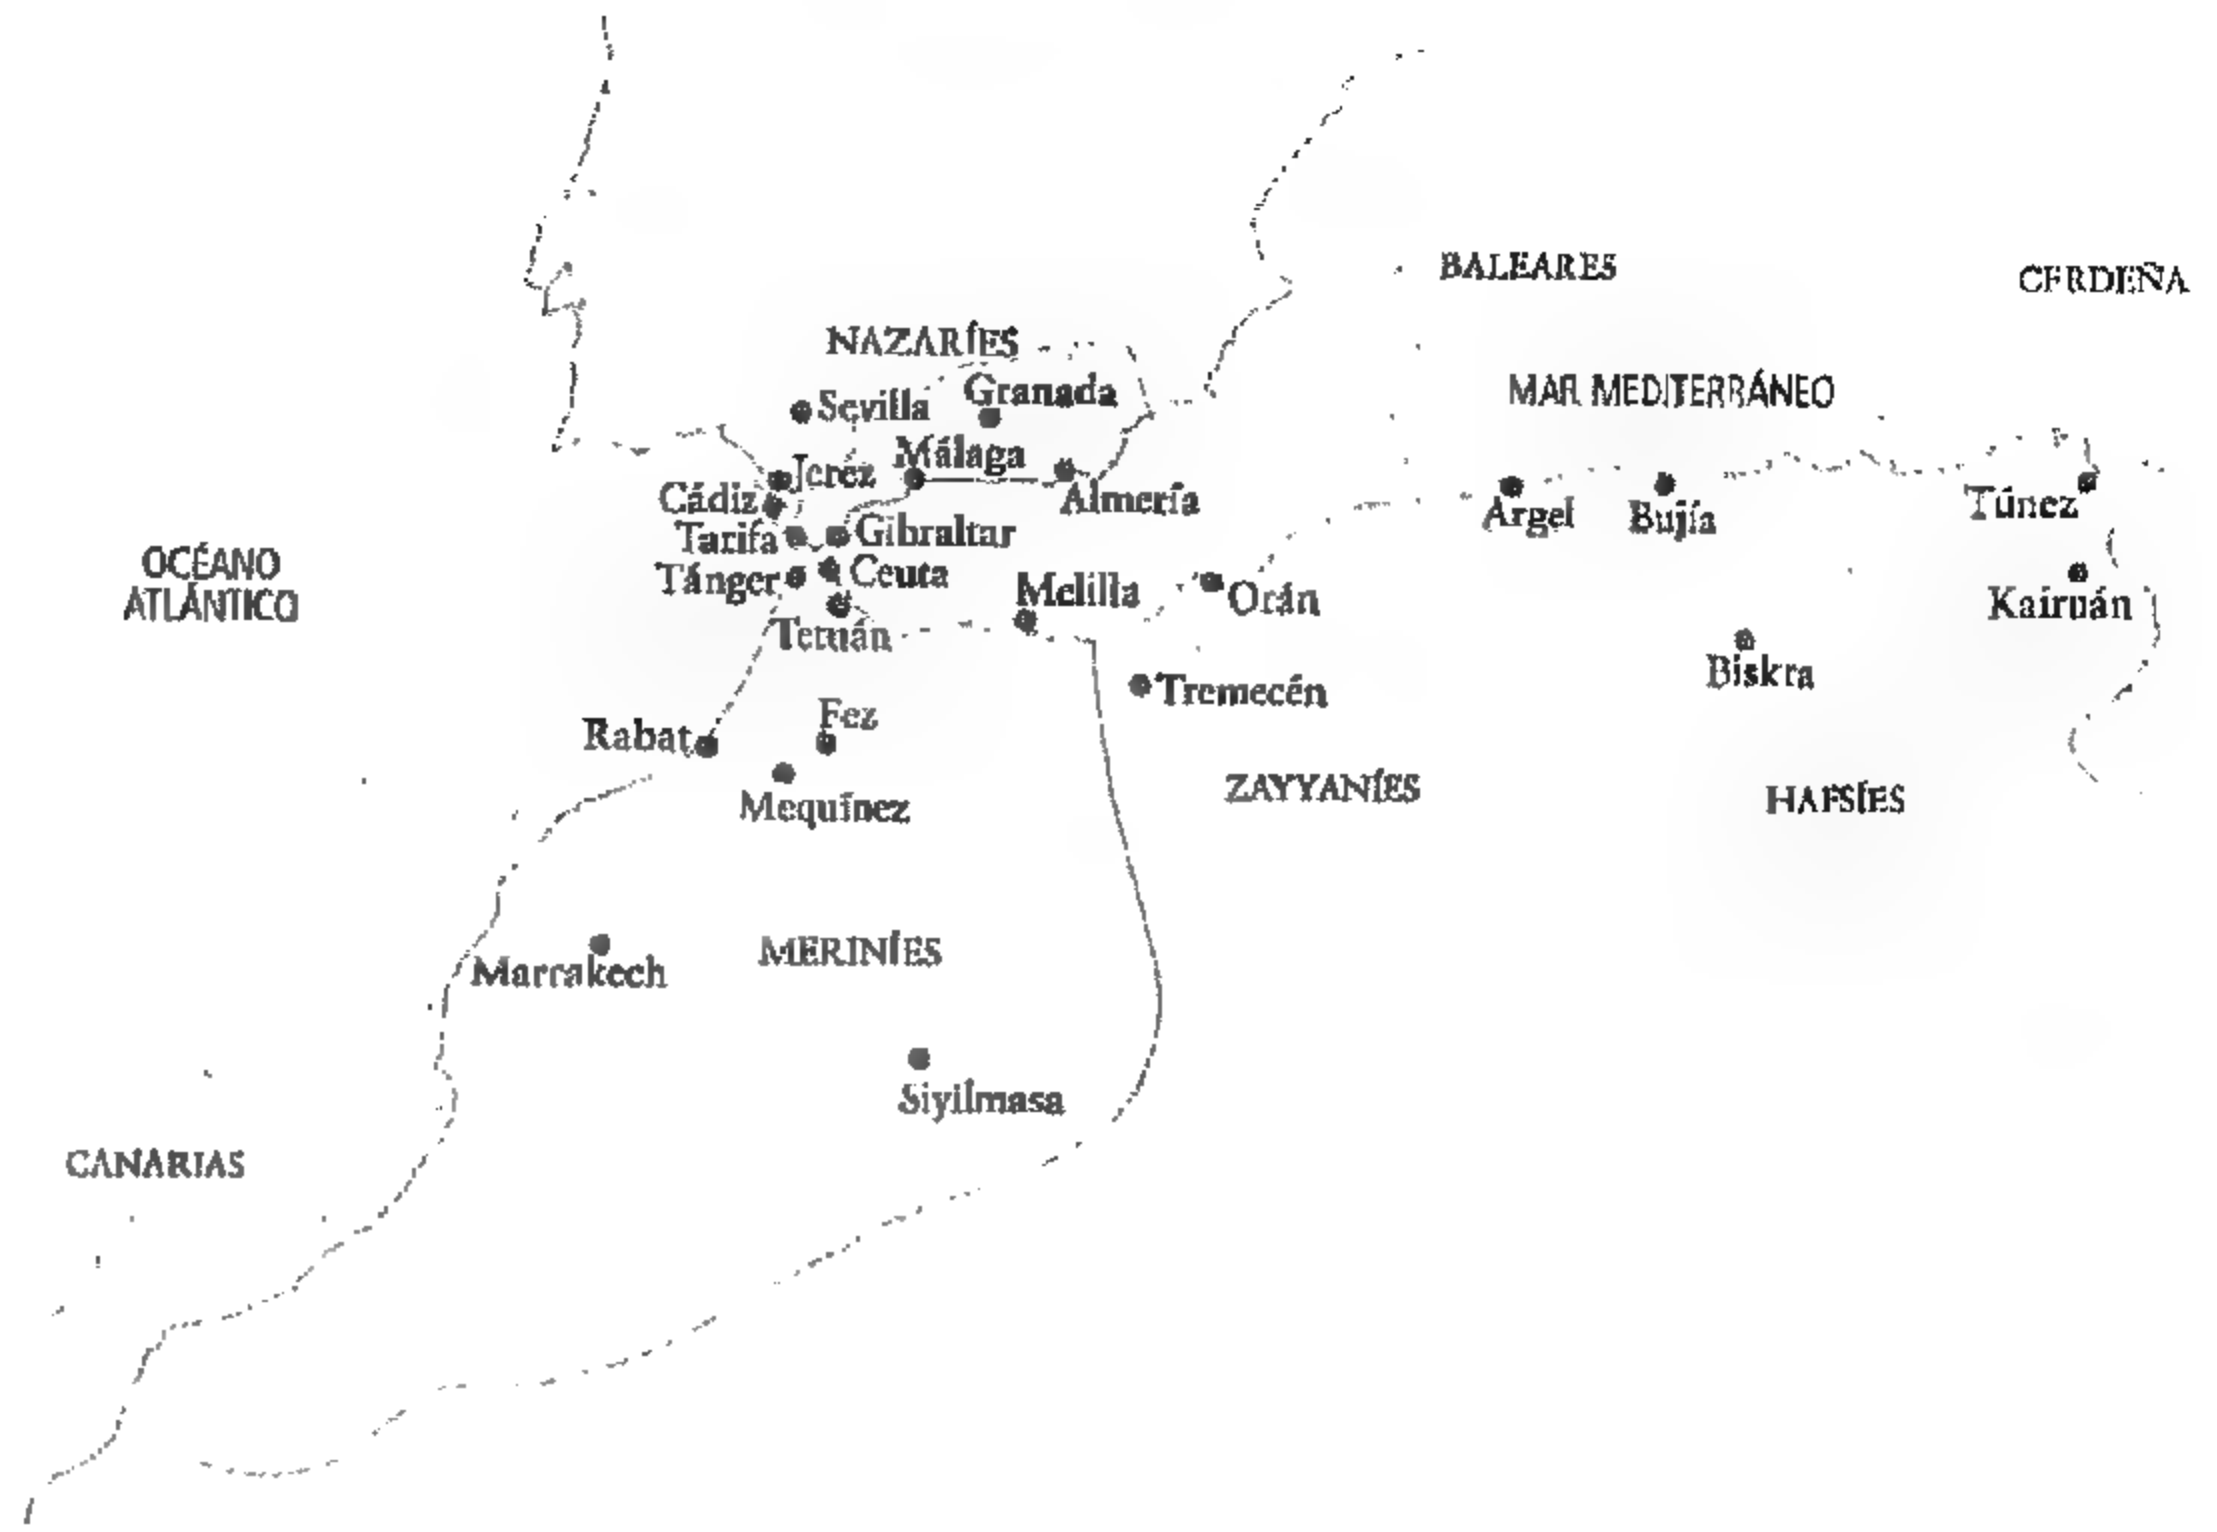 BALEARES
CERDEÑA
NAZARÍES
Granada
MAR MEDITERRÁNEO
Sevilla
Málaga
Jerez
Cádiz
Almería
Túnez
Argel
Bujía
Tarifa
Gibraltar
OCÉANO
ATLÁNTICO
Tánger
Ceuta
Melilla
Orán
Kairuán
Tetuán
Biskra
Tremecén
Fez
Rabat
ZAYYANÍES
HAFSÍES
Mequínez
MERINÍES
Marrakech
Siyilmasa
CANARIAS